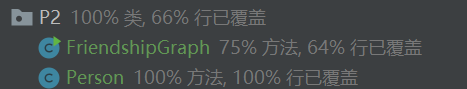 P2 100% 类, 66% 行已覆盖
FriendshipGraph 75% 方法, 64% 行已覆盖
Person 100% 方法, 100% 行已覆盖